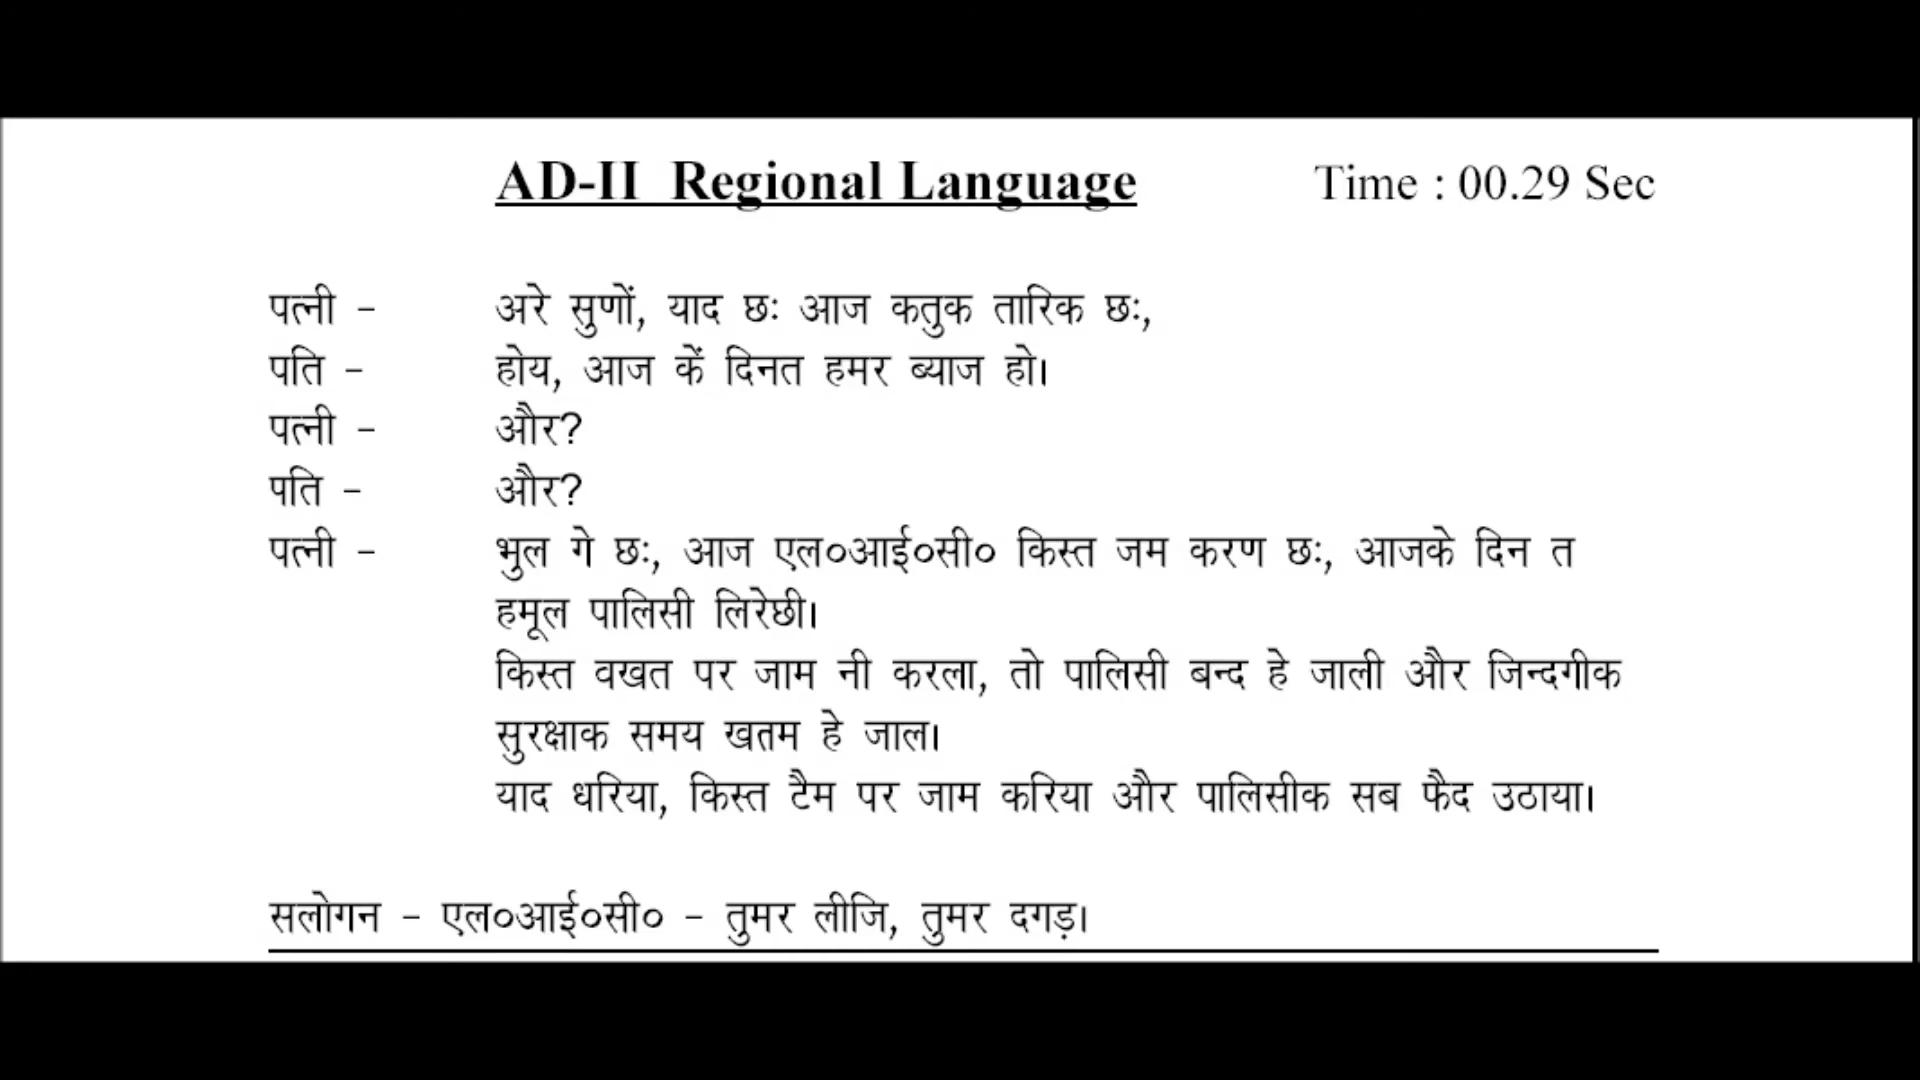 AD-II Regional Language Time : 00.29 Sec
पत्नी - अरे सुणों, याद छः आज कतुक तारिक छः,
पति - होय, आज कें दिनत हमर ब्याज हो।
पत्नी - और?
पति - और?
पत्नी - भुल गे छः, आज एल०आई०सी० किस्त जम करण छः, आजके दिन त
हमूल पालिसी लिरेछी।
किस्त वखत पर जाम नी करला, तो पालिसी बन्द हे जाली और जिन्दगीक
सुरक्षाक समय खतम हे जाल।
याद धरिया, किस्त टैम पर जाम करिया और पालिसीक सब फैद उठाया।
सलोगन - एल०आई०सी० - तुमर लीजि, तुमर दगड़।